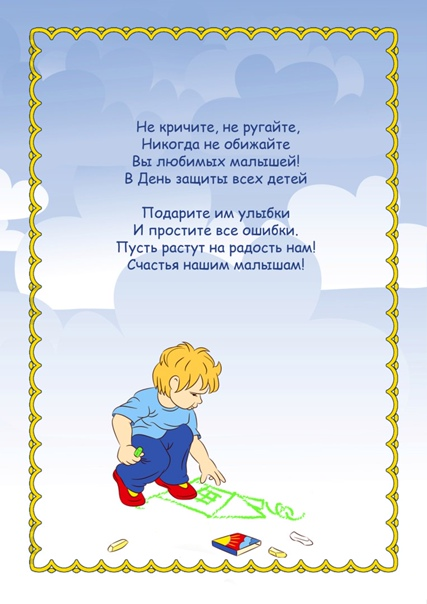 Не кричите, не ругайте,
Никогда не обижайте
Вы любимых малышей!
В День защиты всех детей
Подарите им улыбки
И простите все ошибки.
Пусть растут на радость нам!
Счастья нашим малышам!